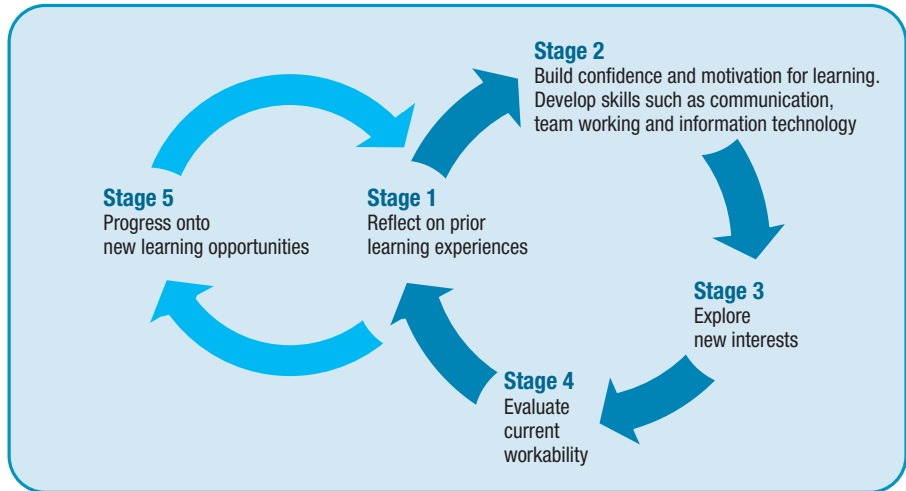 Stage 2
Build confidence and motivation for learning.
Develop skills such as communication,
team working and information technology
Stage 5
Progress onto
new learning opportunities
Stage 1
Reflect on prior
learning experiences
Stage 3
Explore
new interests
Stage 4
Evaluate
current
workability